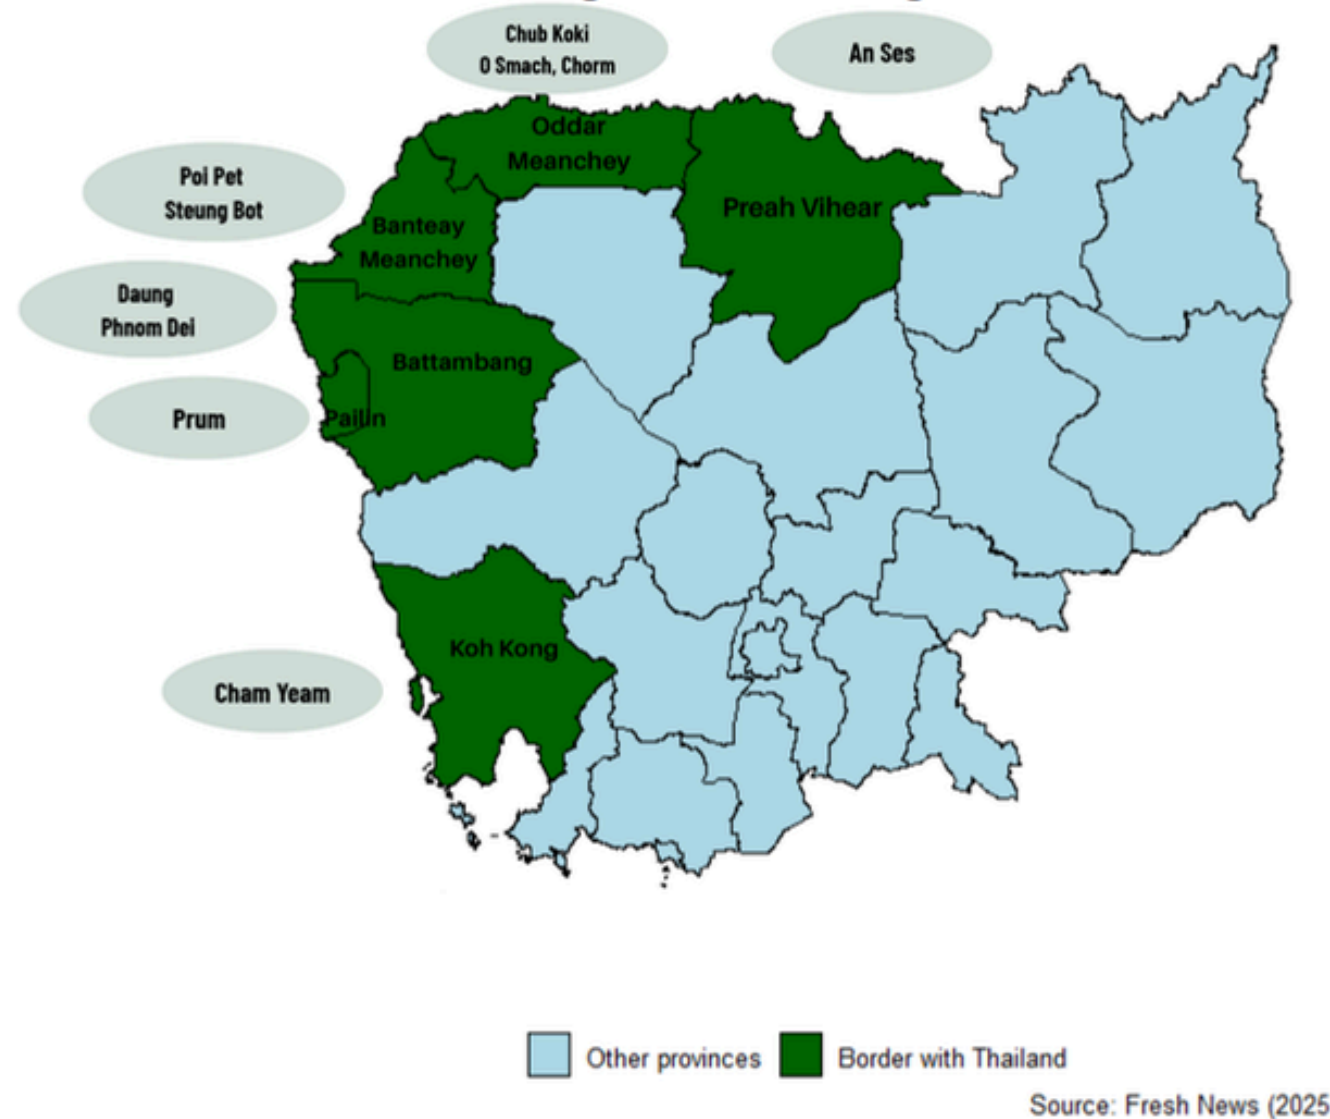 Chub Koki
O Smach, Chorm
An Ses
Oddar
Meanchey
Poi Pet
Steung Bot
Preah Vihear
Banteay
Meanchey
Daung
Phnom Dei
Battambang
Prum
Pailin
Koh Kong
Cham Yeam
Other provinces
Border with Thailand
Source: Fresh News (2025